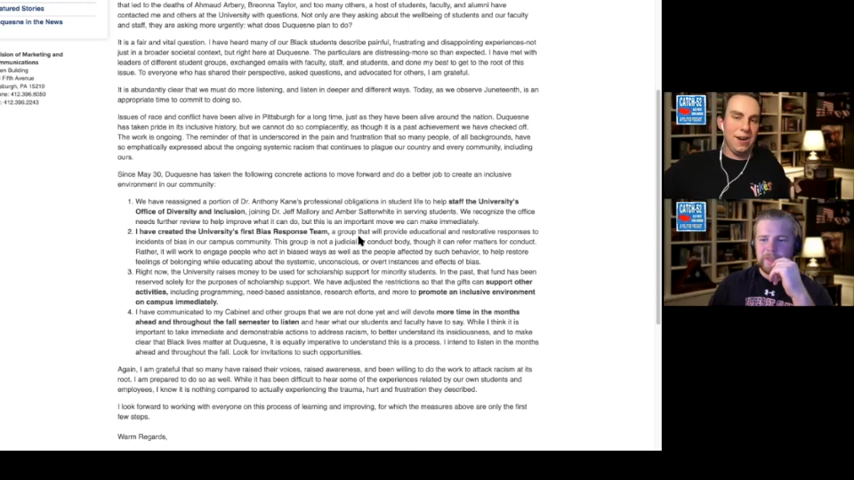 that led to the deaths of Ahmaud Arbery, Breonna Taylor, and too many others, a host of students, faculty, and alumni have
contacted me and others at the University with questions. Not only are they asking about the wellbeing of students and our faculty
and staff, they are asking more urgently: what does Duquesne plan to do?
It is a fair and vital question. I have heard many of our Black students describe painful, frustrating and disappointing experiences-not
just in a broader societal context, but right here at Duquesne. The particulars are distressing-more so than expected. I have met with
leaders of different student groups, exchanged emails with faculty, staff, and students, and done my best to get to the root of this
issue. To everyone who has shared their perspective, asked questions, and advocated for others, I am grateful.
It is abundantly clear that we must do more listening, and listen in deeper and different ways. Today, as we observe Juneteenth, is an
appropriate time to commit to doing so.
Issues of race and conflict have been alive in Pittsburgh for a long time, just as they have been alive around the nation. Duquesne
has taken pride in its inclusive history, but we cannot do so complacently, as though it is a past achievement we have checked off.
The work is ongoing. The reminder of that is underscored in the pain and frustration that so many people, of all backgrounds, have
so emphatically expressed about the ongoing systemic racism that continues to plague our country and every community, including
ours.
Since May 30, Duquesne has taken the following concrete actions to move forward and do a better job to create an inclusive
environment in our community:
1. We have reassigned a portion of Dr. Anthony Kane's professional obligations in student life to help staff the University's
Office of Diversity and Inclusion, joining Dr. Jeff Mallory and Amber Satterwhite in serving students. We recognize the office
needs further review to help improve what it can do, but this is an important move we can make immediately.
2. I have created the University's first Bias Response Team, a group that will provide educational and restorative responses to
incidents of bias in our campus community. This group is not a judicial conduct body, though it can refer matters for conduct.
Rather, it will work to engage people who act in biased ways as well as the people affected by such behavior, to help restore
feelings of belonging while educating about the systemic, unconscious, or overt instances and effects of bias.
3. Right now, the University raises money to be used for scholarship support for minority students. In the past, that fund has been
reserved solely for the purposes of scholarship support. We have adjusted the restrictions so that the gifts can support other
activities, including programming, need-based assistance, research efforts, and more to promote an inclusive environment
on campus immediately.
4. I have communicated to my Cabinet and other groups that we are not done yet and will devote more time in the months
ahead and throughout the fall semester to listen and hear what our students and faculty have to say. While I think it is
important to take immediate and demonstrable actions to address racism, to better understand its insidiousness, and to make
clear that Black lives matter at Duquesne, it is equally imperative to understand this is a process. I intend to listen in the months
ahead and throughout the fall. Look for invitations to such opportunities.
Again, I am grateful that so many have raised their voices, raised awareness, and been willing to do the work to attack racism at its
root. I am prepared to do so as well. While it has been difficult to hear some of the experiences related by our own students and
employees, I know it is nothing compared to actually experiencing the trauma, hurt and frustration they described.
I look forward to working with everyone on this process of learning and improving, for which the measures above are only the first
few steps.
Warm Regards,
atured Stories
uquesne in the News
ision of Marketing and
Communications
en Building
Fifth Avenue
sburgh, PA 15219
CATCH-52
CATCH-52